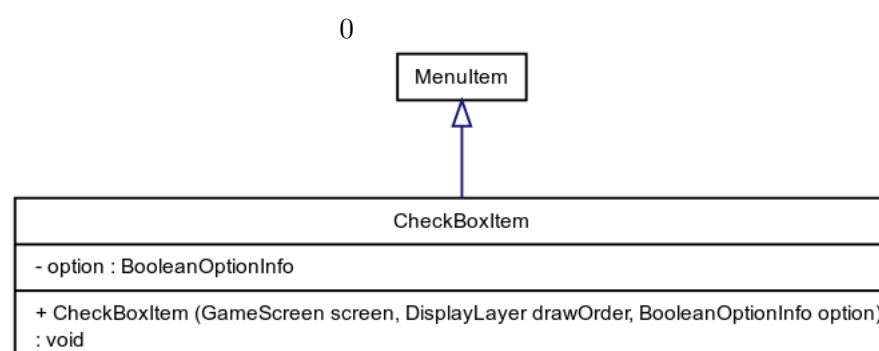 0
MenuItem
CheckBoxItem
- option : BooleanOptionInfo
+ CheckBoxItem (GameScreen screen, DisplayLayer drawOrder, BooleanOptionInfo option)
: void